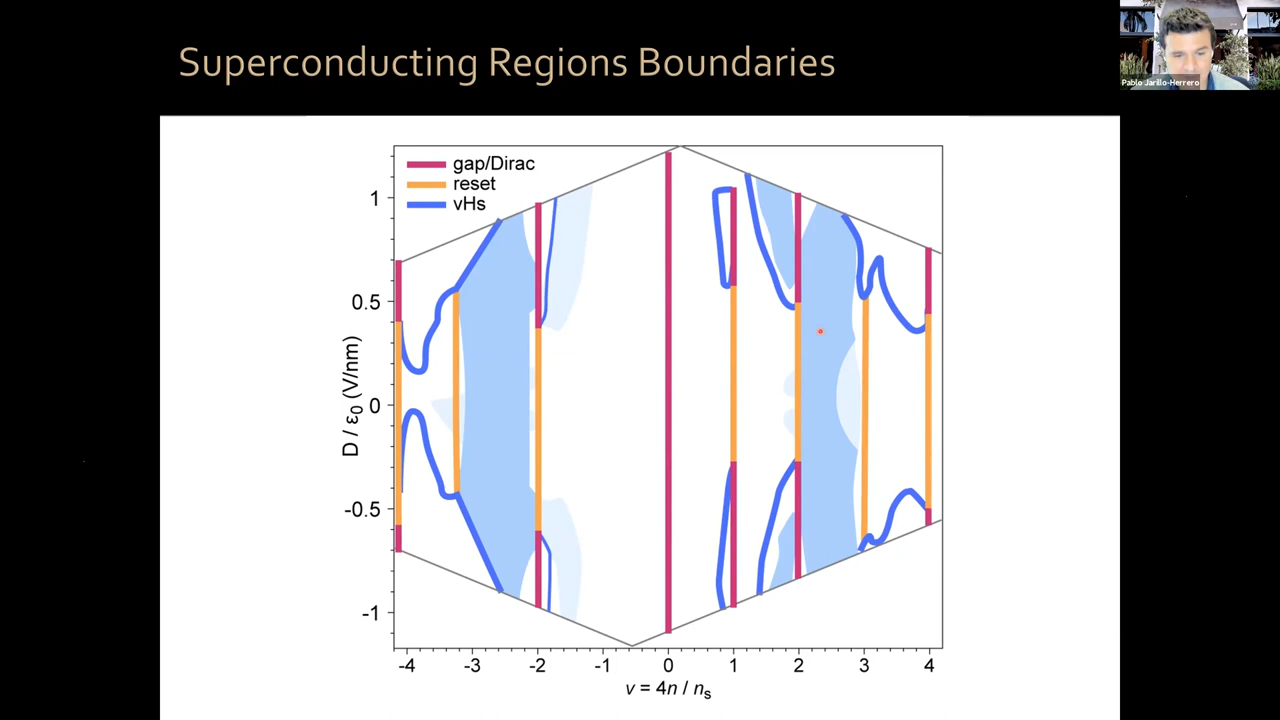 Superconducting Regions Boundaries
Pablo Jarillo-Herrero
gap/Dirac
reset
vHs
1
0.5
0
-0.5
-1
D / ε₀ (V/nm)
-4 -3 -2 -1 0 1 2 3 4
ν = 4n / nₛ